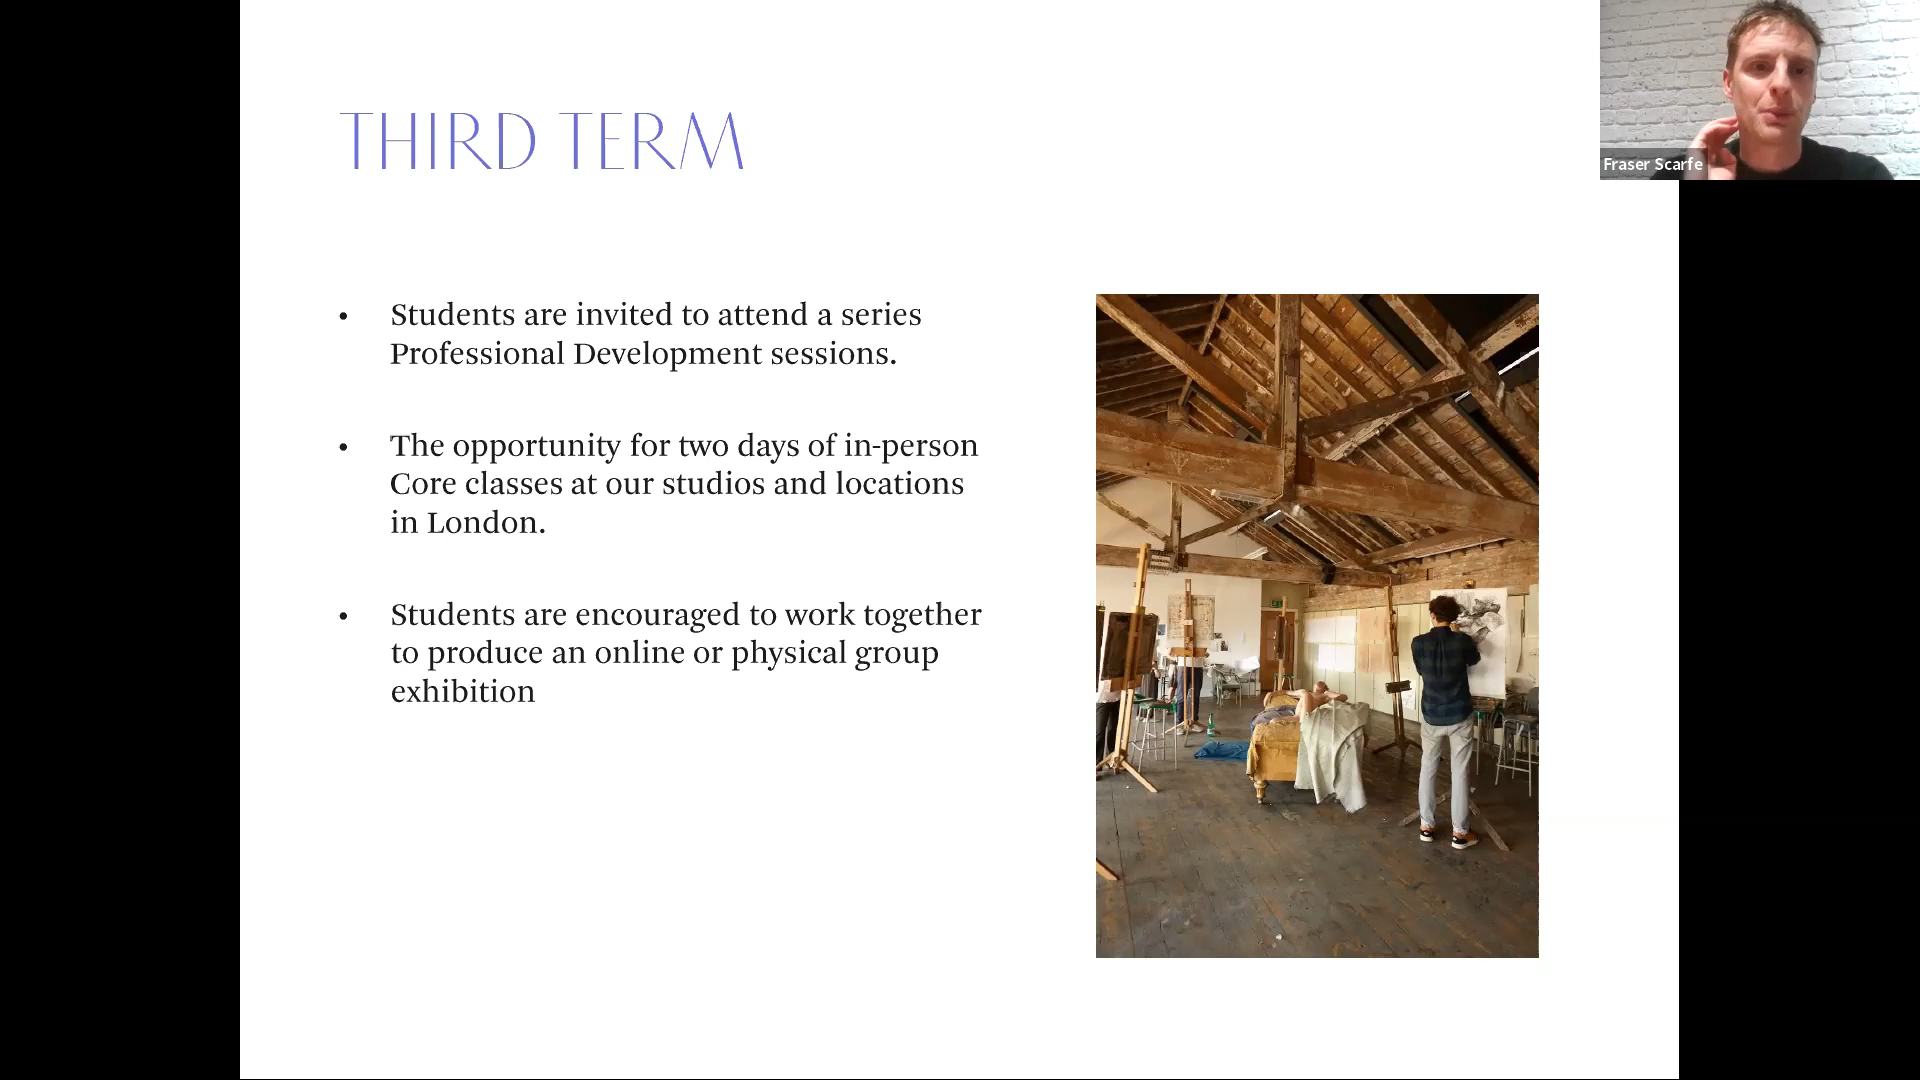 THIRD TERM
Fraser Scarfe
• Students are invited to attend a series
Professional Development sessions.
• The opportunity for two days of in-person
Core classes at our studios and locations
in London.
• Students are encouraged to work together
to produce an online or physical group
exhibition